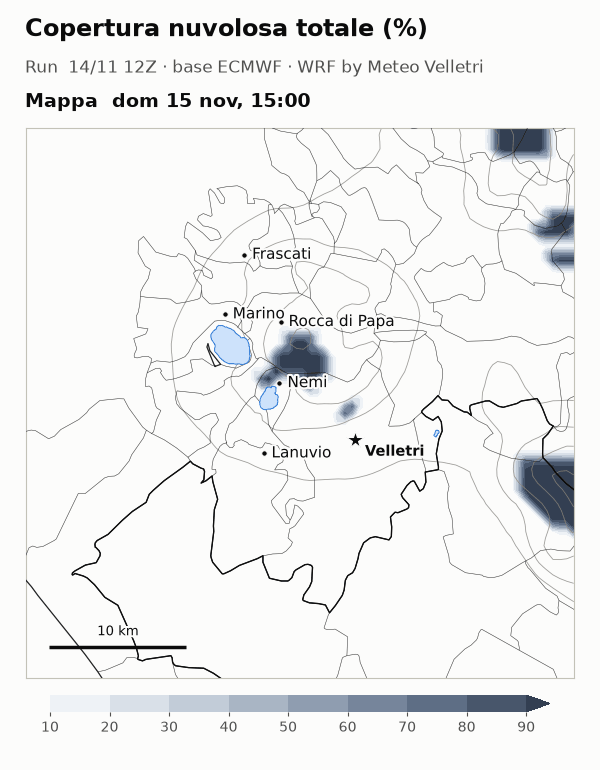 Copertura nuvolosa totale (%)
Run  14/11 12Z · base ECMWF · WRF by Meteo Velletri
Mappa  dom 15 nov, 15:00
Frascati
Marino
Rocca di Papa
Nemi
Velletri
Lanuvio
10 km
10 20 30 40 50 60 70 80 90